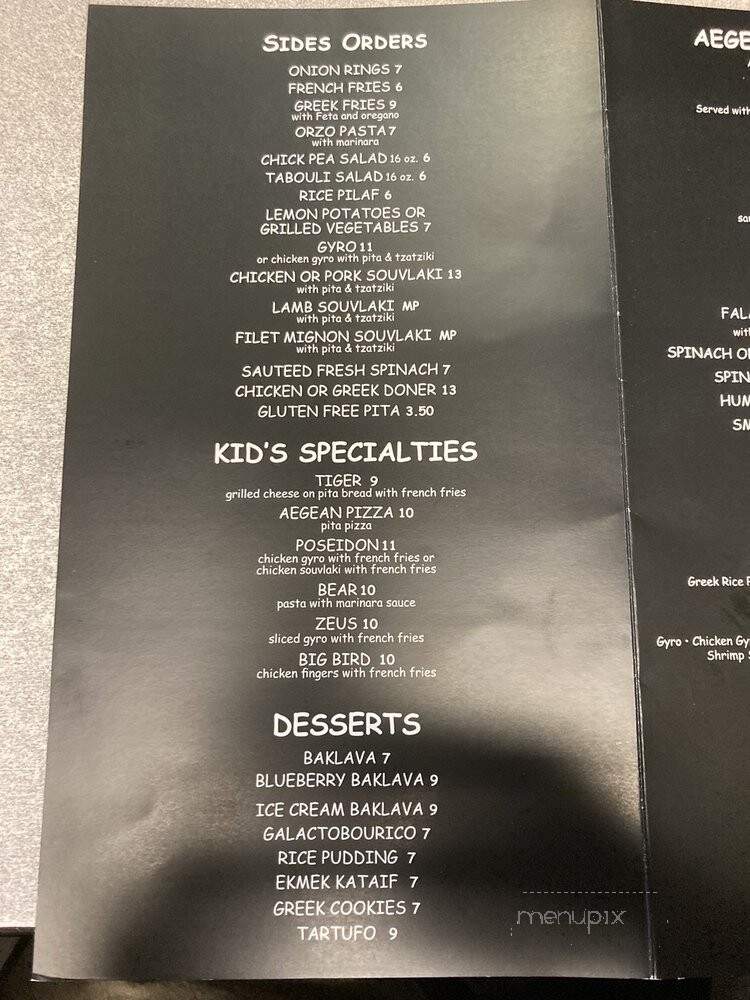 SIDES ORDERS
ONION RINGS 7
FRENCH FRIES 6
GREEK FRIES 9
with Feta and oregano
ORZO PASTA 7
with marinara
CHICK PEA SALAD 16 oz. 6
TABOULI SALAD 16 oz. 6
RICE PILAF 6
LEMON POTATOES OR
GRILLED VEGETABLES 7
GYRO 11
or chicken gyro with pita & tzatziki
CHICKEN OR PORK SOUVLAKI 13
with pita & tzatziki
LAMB SOUVLAKI MP
with pita & tzatziki
FILET MIGNON SOUVLAKI MP
with pita & tzatziki
SAUTEED FRESH SPINACH 7
CHICKEN OR GREEK DONER 13
GLUTEN FREE PITA 3.50
KID'S SPECIALTIES
TIGER 9
grilled cheese on pita bread with french fries
AEGEAN PIZZA 10
pita pizza
POSEIDON 11
chicken gyro with french fries or
chicken souvlaki with french fries
BEAR 10
pasta with marinara sauce
ZEUS 10
sliced gyro with french fries
BIG BIRD 10
chicken fingers with french fries
DESSERTS
BAKLAVA 7
BLUEBERRY BAKLAVA 9
ICE CREAM BAKLAVA 9
GALACTOBOURICO 7
RICE PUDDING 7
EKMEK KATAIF 7
GREEK COOKIES 7
TARTUFO 9
AEGE
Served with
sau
FALA
with
SPINACH O
SPIN
HUM
SM
Greek Rice
Gyro • Chicken Gy
Shrimp S
menupix